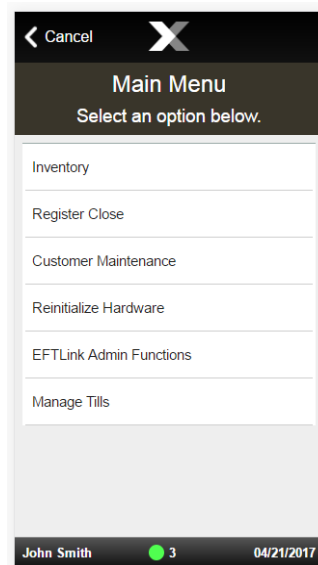 Cancel
Main Menu
Select an option below.
Inventory
Register Close
Customer Maintenance
Reinitialize Hardware
EFTLink Admin Functions
Manage Tills
John Smith 3 04/21/2017